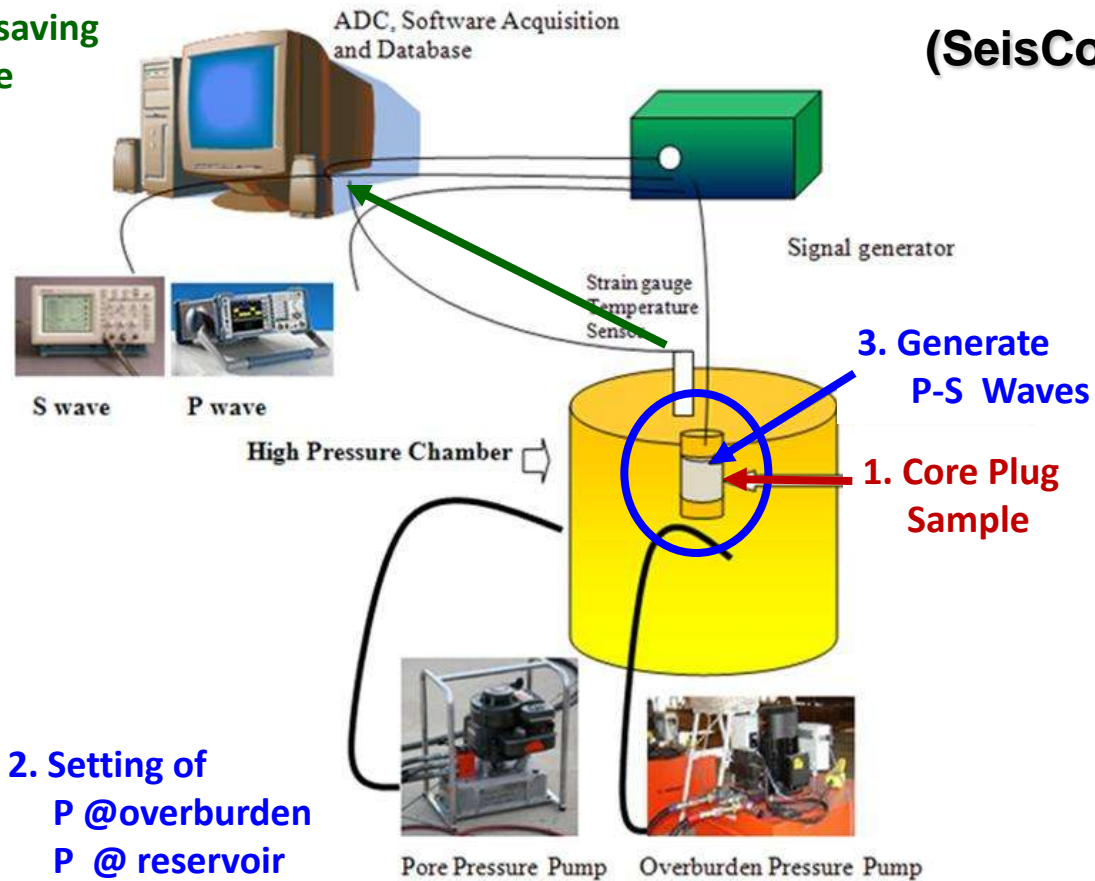 saving
ADC, Software Acquisition
and Database
(SeisCo
Signal generator
Strain gauge
Temperature
3. Generate
P-S Waves
S wave
P wave
High Pressure Chamber
1. Core Plug
Sample
2. Setting of
P @overburden
P @ reservoir
Pore Pressure Pump
Overburden Pressure Pump